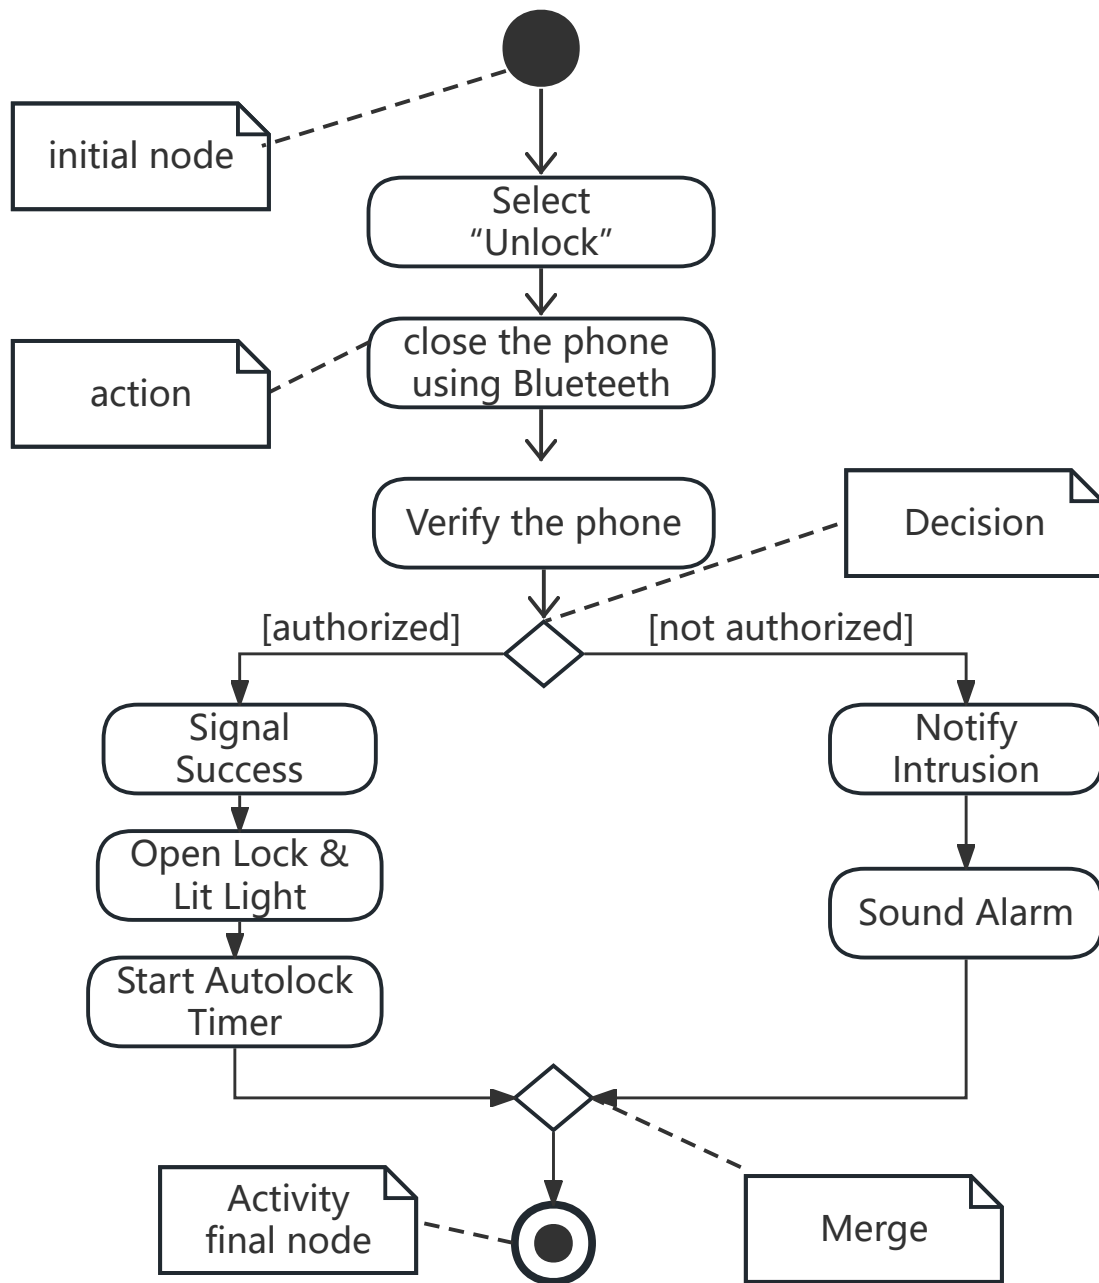 initial node
Select
“Unlock”
close the phone
using Blueteeth
action
Verify the phone
Decision
[authorized]
[not authorized]
Signal
Success
Notify
Intrusion
Open Lock &
Lit Light
Sound Alarm
Start Autolock
Timer
Activity
final node
Merge